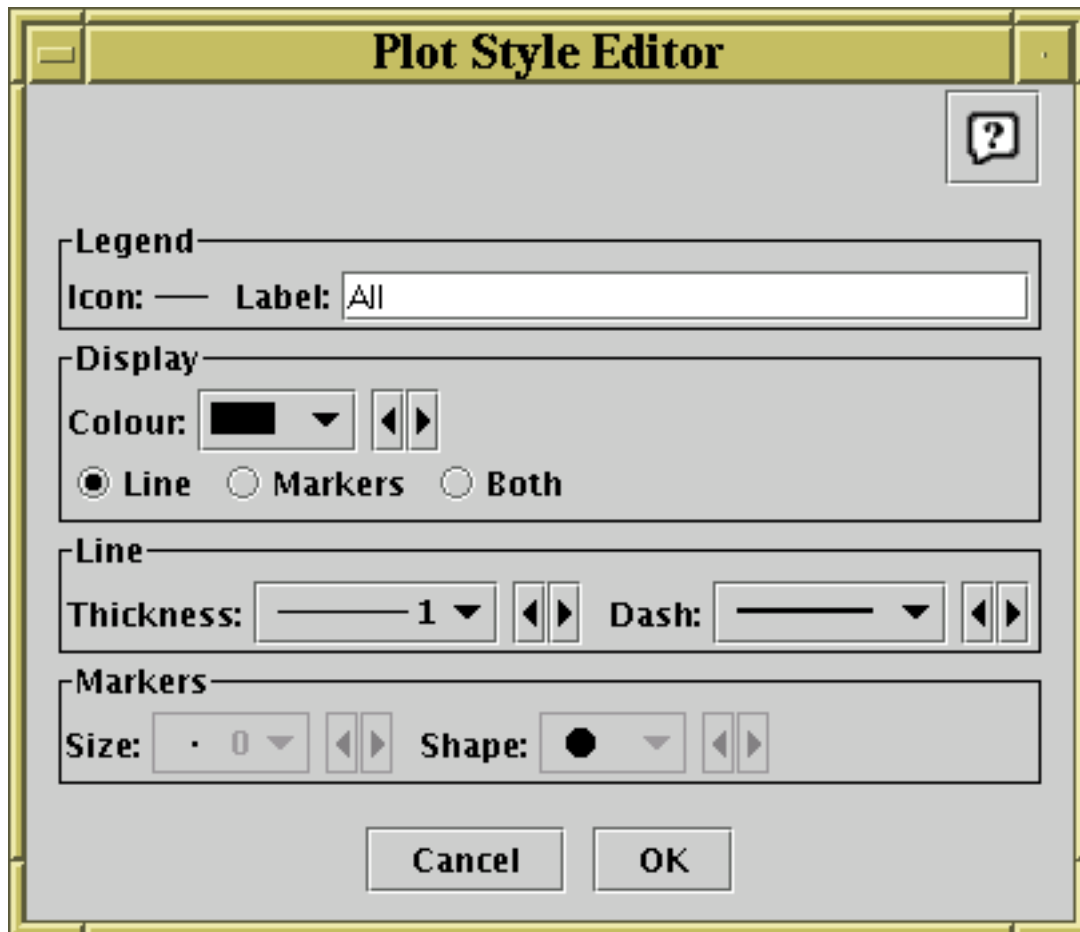 Plot Style Editor
?
Legend
Icon: Label: All
Display
Colour:
Line Markers Both
Line
Thickness: 1 Dash:
Markers
Size: 0 Shape:
Cancel OK